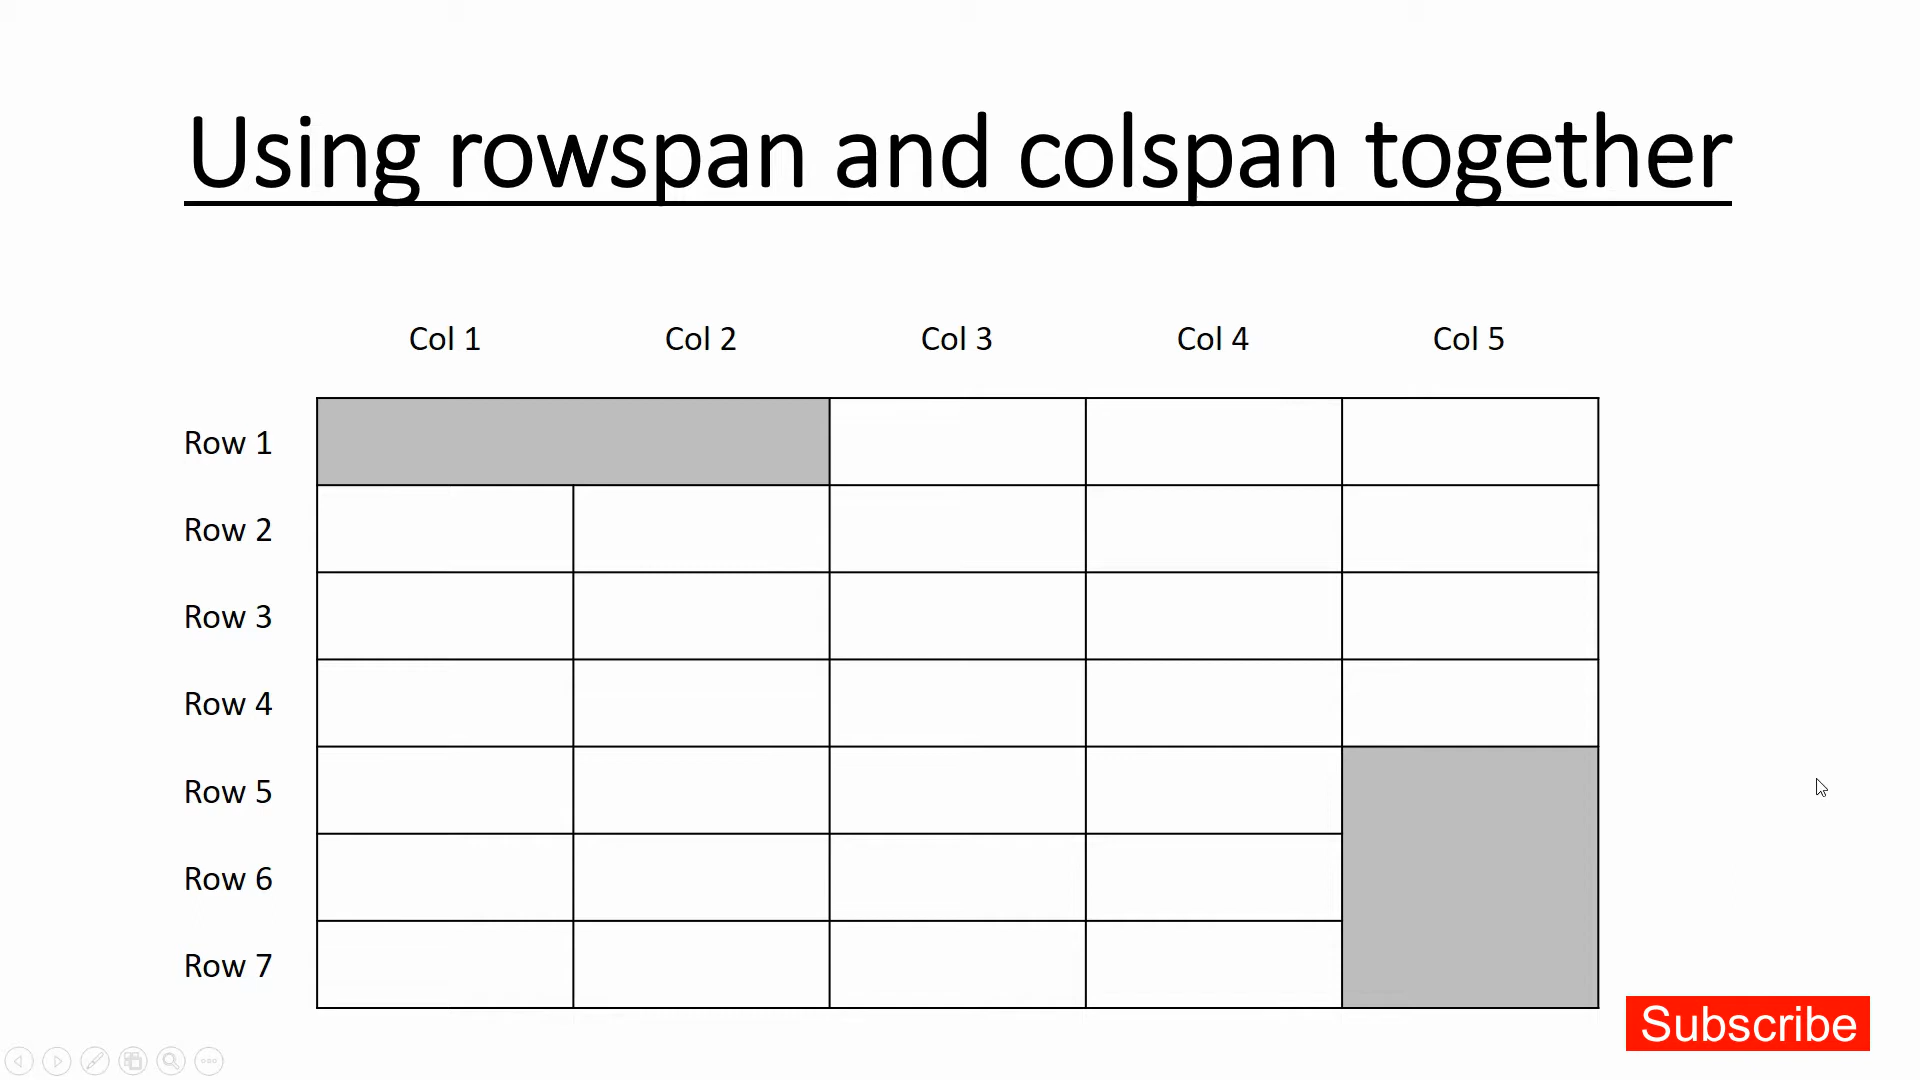 Using rowspan and colspan together
Col 1 Col 2 Col 3 Col 4 Col 5
Row 1
Row 2
Row 3
Row 4
Row 5
Row 6
Row 7
Subscribe